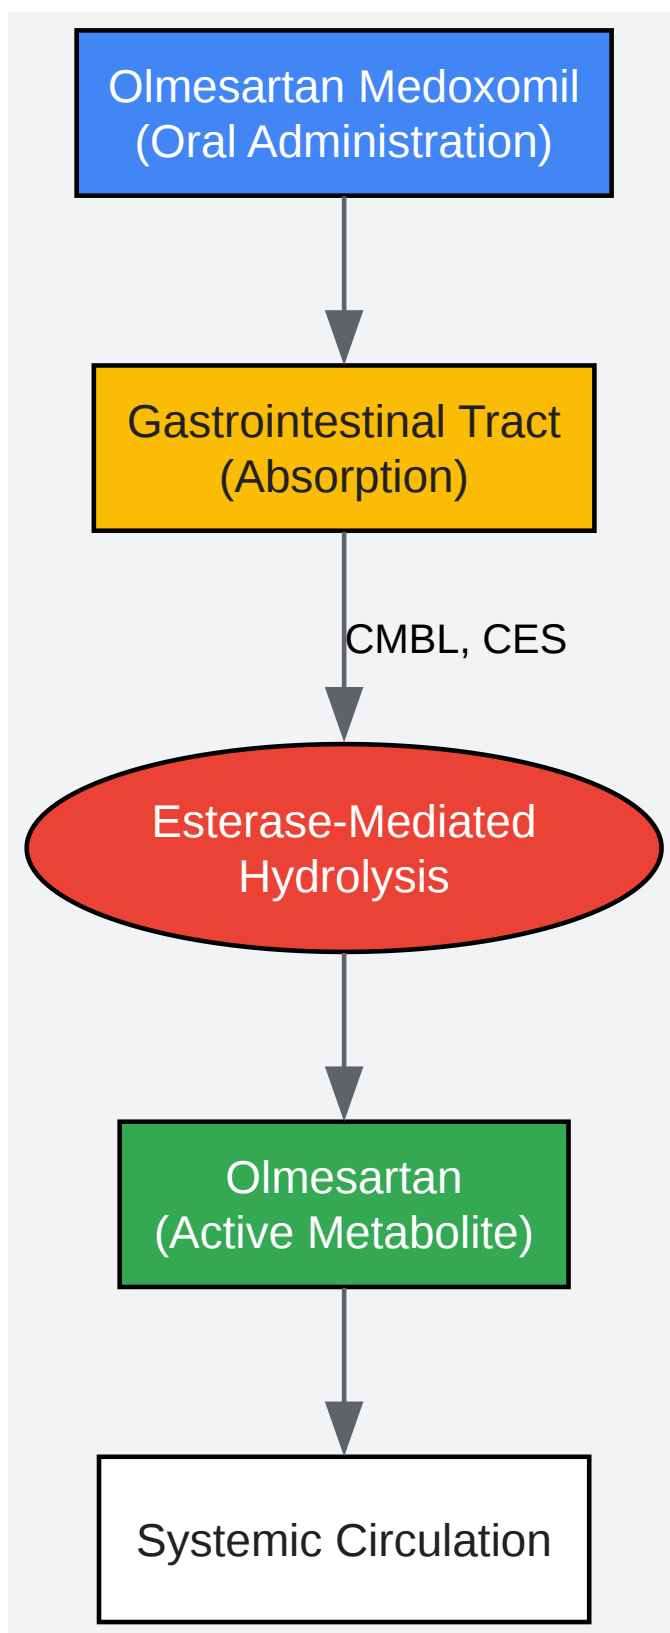 Olmesartan Medoxomil
(Oral Administration)
Gastrointestinal Tract
(Absorption)
CMBL, CES
Esterase-Mediated
Hydrolysis
Olmesartan
(Active Metabolite)
Systemic Circulation